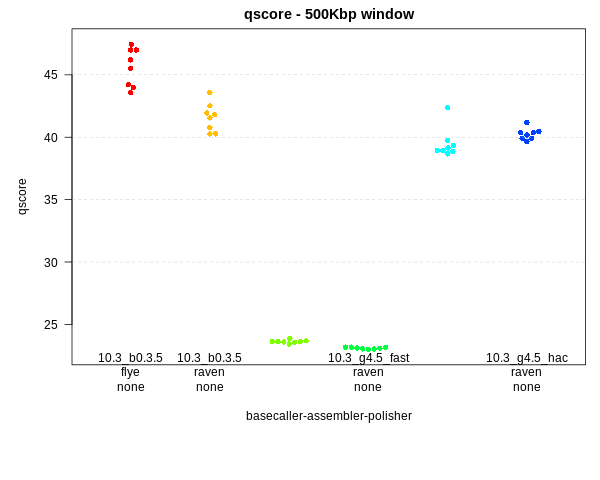 qscore - 500Kbp window
qscore
45
40
35
30
25
10.3_b0.3.5 10.3_b0.3.5 10.3_g4.5_fast 10.3_g4.5_hac
flye raven raven raven
none none none none
basecaller-assembler-polisher